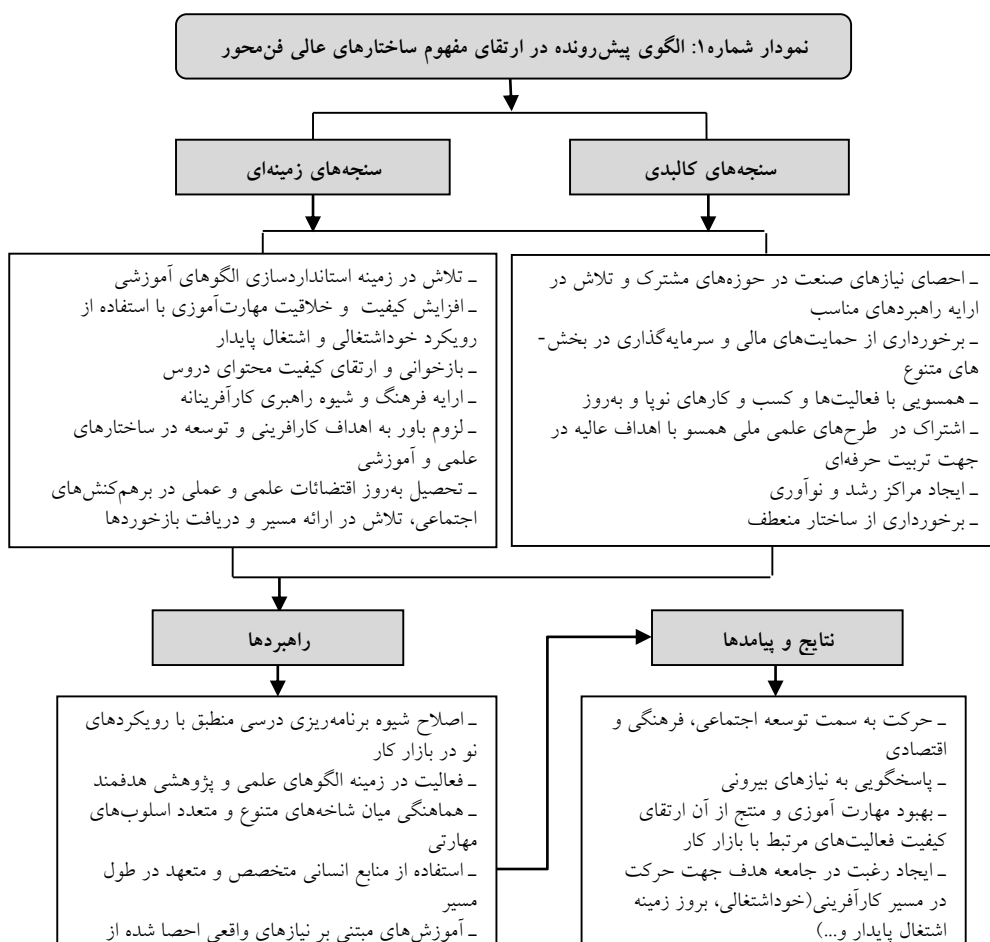 نمودار شماره۱: الگوی پیش‌رونده در ارتقای مفهوم ساختارهای عالی فن‌محور
سنجه‌های کالبدی
سنجه‌های زمینه‌ای
ـ احصای نیازهای صنعت در حوزه‌های مشترک و تلاش در
ارایه راهبردهای مناسب
ـ برخورداری از حمایت‌های مالی و سرمایه‌گذاری در بخش-
های متنوع
ـ همسویی با فعالیت‌ها و کسب و کارهای نوپا و به‌روز
ـ اشتراک در طرح‌های علمی ملی همسو با اهداف عالیه در
جهت تربیت حرفه‌ای
ـ ایجاد مراکز رشد و نوآوری
ـ برخورداری از ساختار منعطف
ـ تلاش در زمینه استانداردسازی الگوهای آموزشی
ـ افزایش کیفیت و خلاقیت مهارت‌آموزی با استفاده از
رویکرد خوداشتغالی و اشتغال پایدار
ـ بازخوانی و ارتقای کیفیت محتوای دروس
ـ ارایه فرهنگ و شیوه راهبری کارآفرینانه
ـ لزوم باور به اهداف کارافرینی و توسعه در ساختارهای
علمی و آموزشی
ـ تحصیل به‌روز اقتضائات علمی و عملی در برهم‌کنش‌های
اجتماعی، تلاش در ارائه مسیر و دریافت بازخوردها
راهبردها
نتایج و پیامدها
ـ اصلاح شیوه برنامه‌ریزی درسی منطبق با رویکردهای
نو در بازار کار
ـ فعالیت در زمینه الگوهای علمی و پژوهشی هدفمند
ـ هماهنگی میان شاخه‌های متنوع و متعدد اسلوب‌های
مهارتی
ـ استفاده از منابع انسانی متخصص و متعهد در طول
مسیر
ـ آموزش‌های مبتنی بر نیازهای واقعی احصا شده از
ـ حرکت به سمت توسعه اجتماعی، فرهنگی و
اقتصادی
ـ پاسخگویی به نیازهای بیرونی
ـ بهبود مهارت آموزی و منتج از آن ارتقای
کیفیت فعالیت‌های مرتبط با بازار کار
ـ ایجاد رغبت در جامعه هدف جهت حرکت
در مسیر کارآفرینی(خوداشتغالی، بروز زمینه
اشتغال پایدار و...)